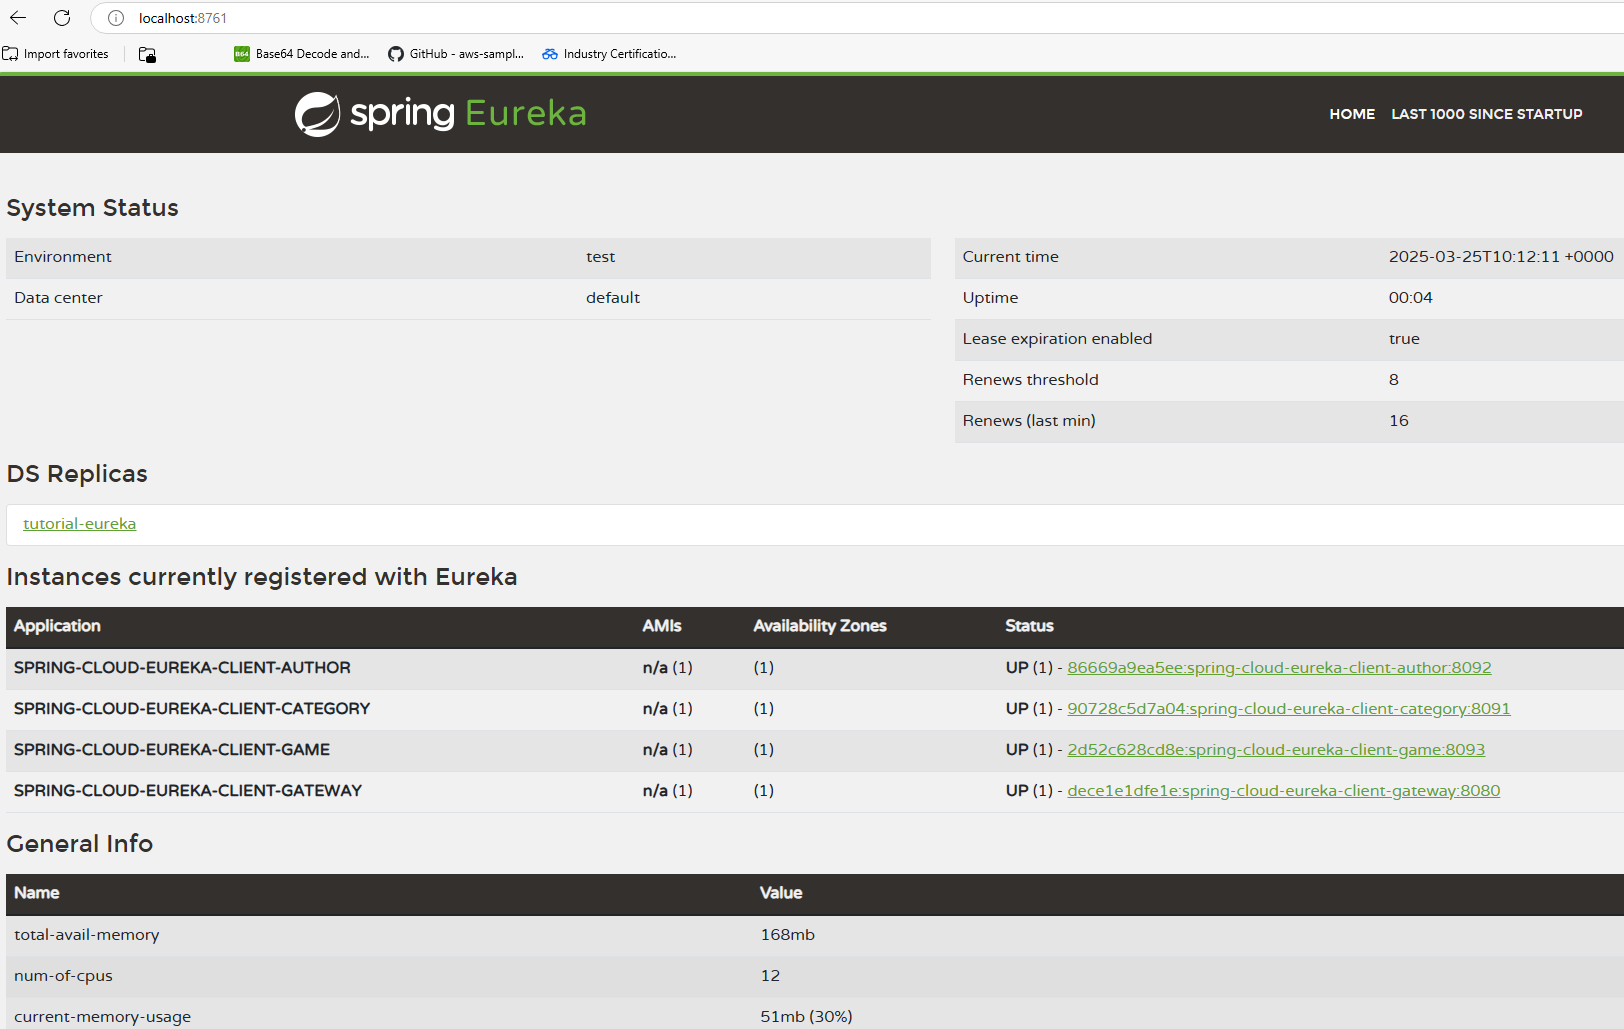 localhost:8761
Import favorites
Base64 Decode and...
GitHub - aws-sampl...
Industry Certificatio...
spring Eureka
HOME LAST 1000 SINCE STARTUP
System Status
Environment test
Data center default
Current time 2025-03-25T10:12:11 +0000
Uptime 00:04
Lease expiration enabled true
Renews threshold 8
Renews (last min) 16
DS Replicas
tutorial-eureka
Instances currently registered with Eureka
Application AMIs Availability Zones Status
SPRING-CLOUD-EUREKA-CLIENT-AUTHOR n/a (1) (1) UP (1) - 86669a9ea5ee:spring-cloud-eureka-client-author:8092
SPRING-CLOUD-EUREKA-CLIENT-CATEGORY n/a (1) (1) UP (1) - 90728c5d7a04:spring-cloud-eureka-client-category:8091
SPRING-CLOUD-EUREKA-CLIENT-GAME n/a (1) (1) UP (1) - 2d52c628cd8e:spring-cloud-eureka-client-game:8093
SPRING-CLOUD-EUREKA-CLIENT-GATEWAY n/a (1) (1) UP (1) - dece1e1dfe1e:spring-cloud-eureka-client-gateway:8080
General Info
Name Value
total-avail-memory 168mb
num-of-cpus 12
current-memory-usage 51mb (30%)